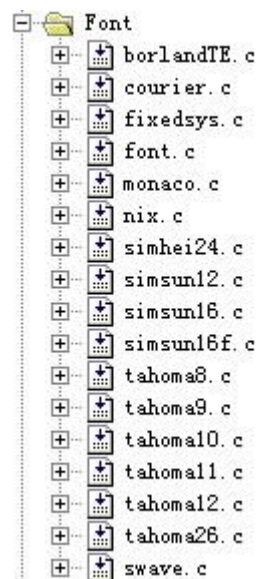 Font
borlandTE.c
courier.c
fixedsys.c
font.c
monaco.c
nix.c
simhei24.c
simsun12.c
simsun16.c
simsun16f.c
tahoma8.c
tahoma9.c
tahoma10.c
tahoma11.c
tahoma12.c
tahoma26.c
swave.c